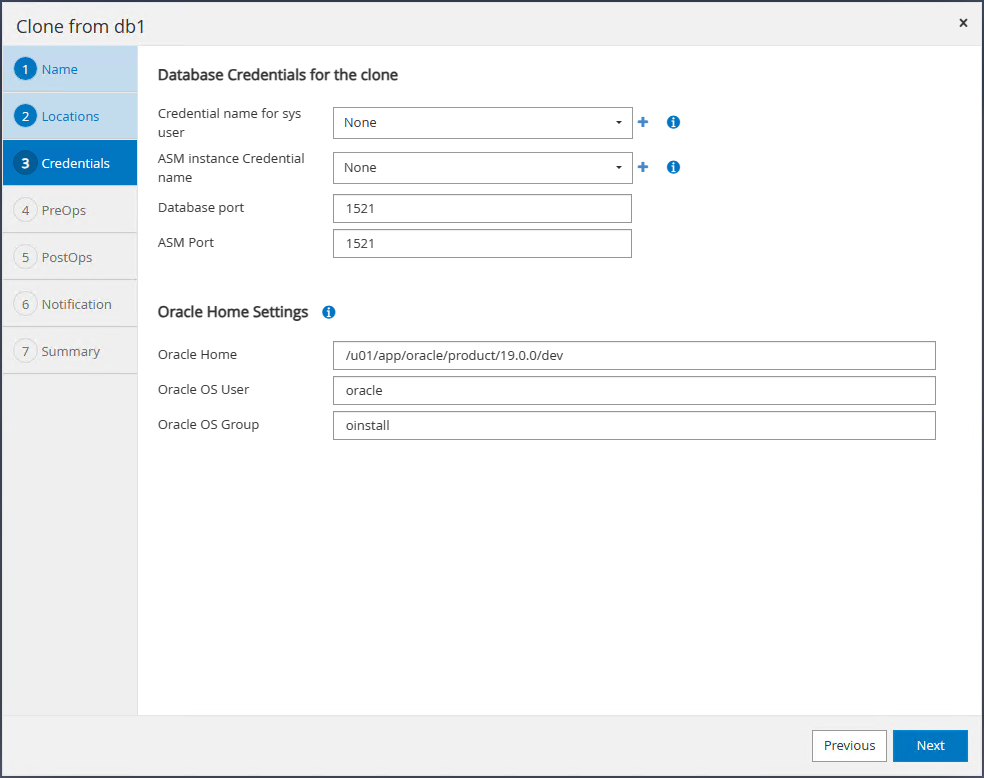 Clone from db1
×
1 Name
2 Locations
3 Credentials
4 PreOps
5 PostOps
6 Notification
7 Summary
Database Credentials for the clone
Credential name for sys
user
None
ASM instance Credential
name
None
Database port
1521
ASM Port
1521
Oracle Home Settings
Oracle Home
/u01/app/oracle/product/19.0.0/dev
Oracle OS User
oracle
Oracle OS Group
oinstall
Previous
Next